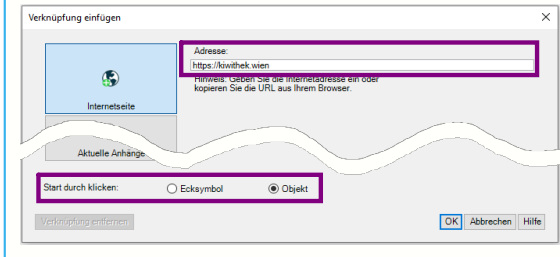 Verknüpfung einfügen
Adresse:
https://kiwithek.wien
Hinweis: Geben Sie die Internetadresse ein oder
kopieren Sie die URL aus Ihrem Browser.
Internetseite
Aktuelle Anhänge
Start durch klicken:
Ecksymbol
Objekt
Verknüpfung entfernen
OK
Abbrechen
Hilfe